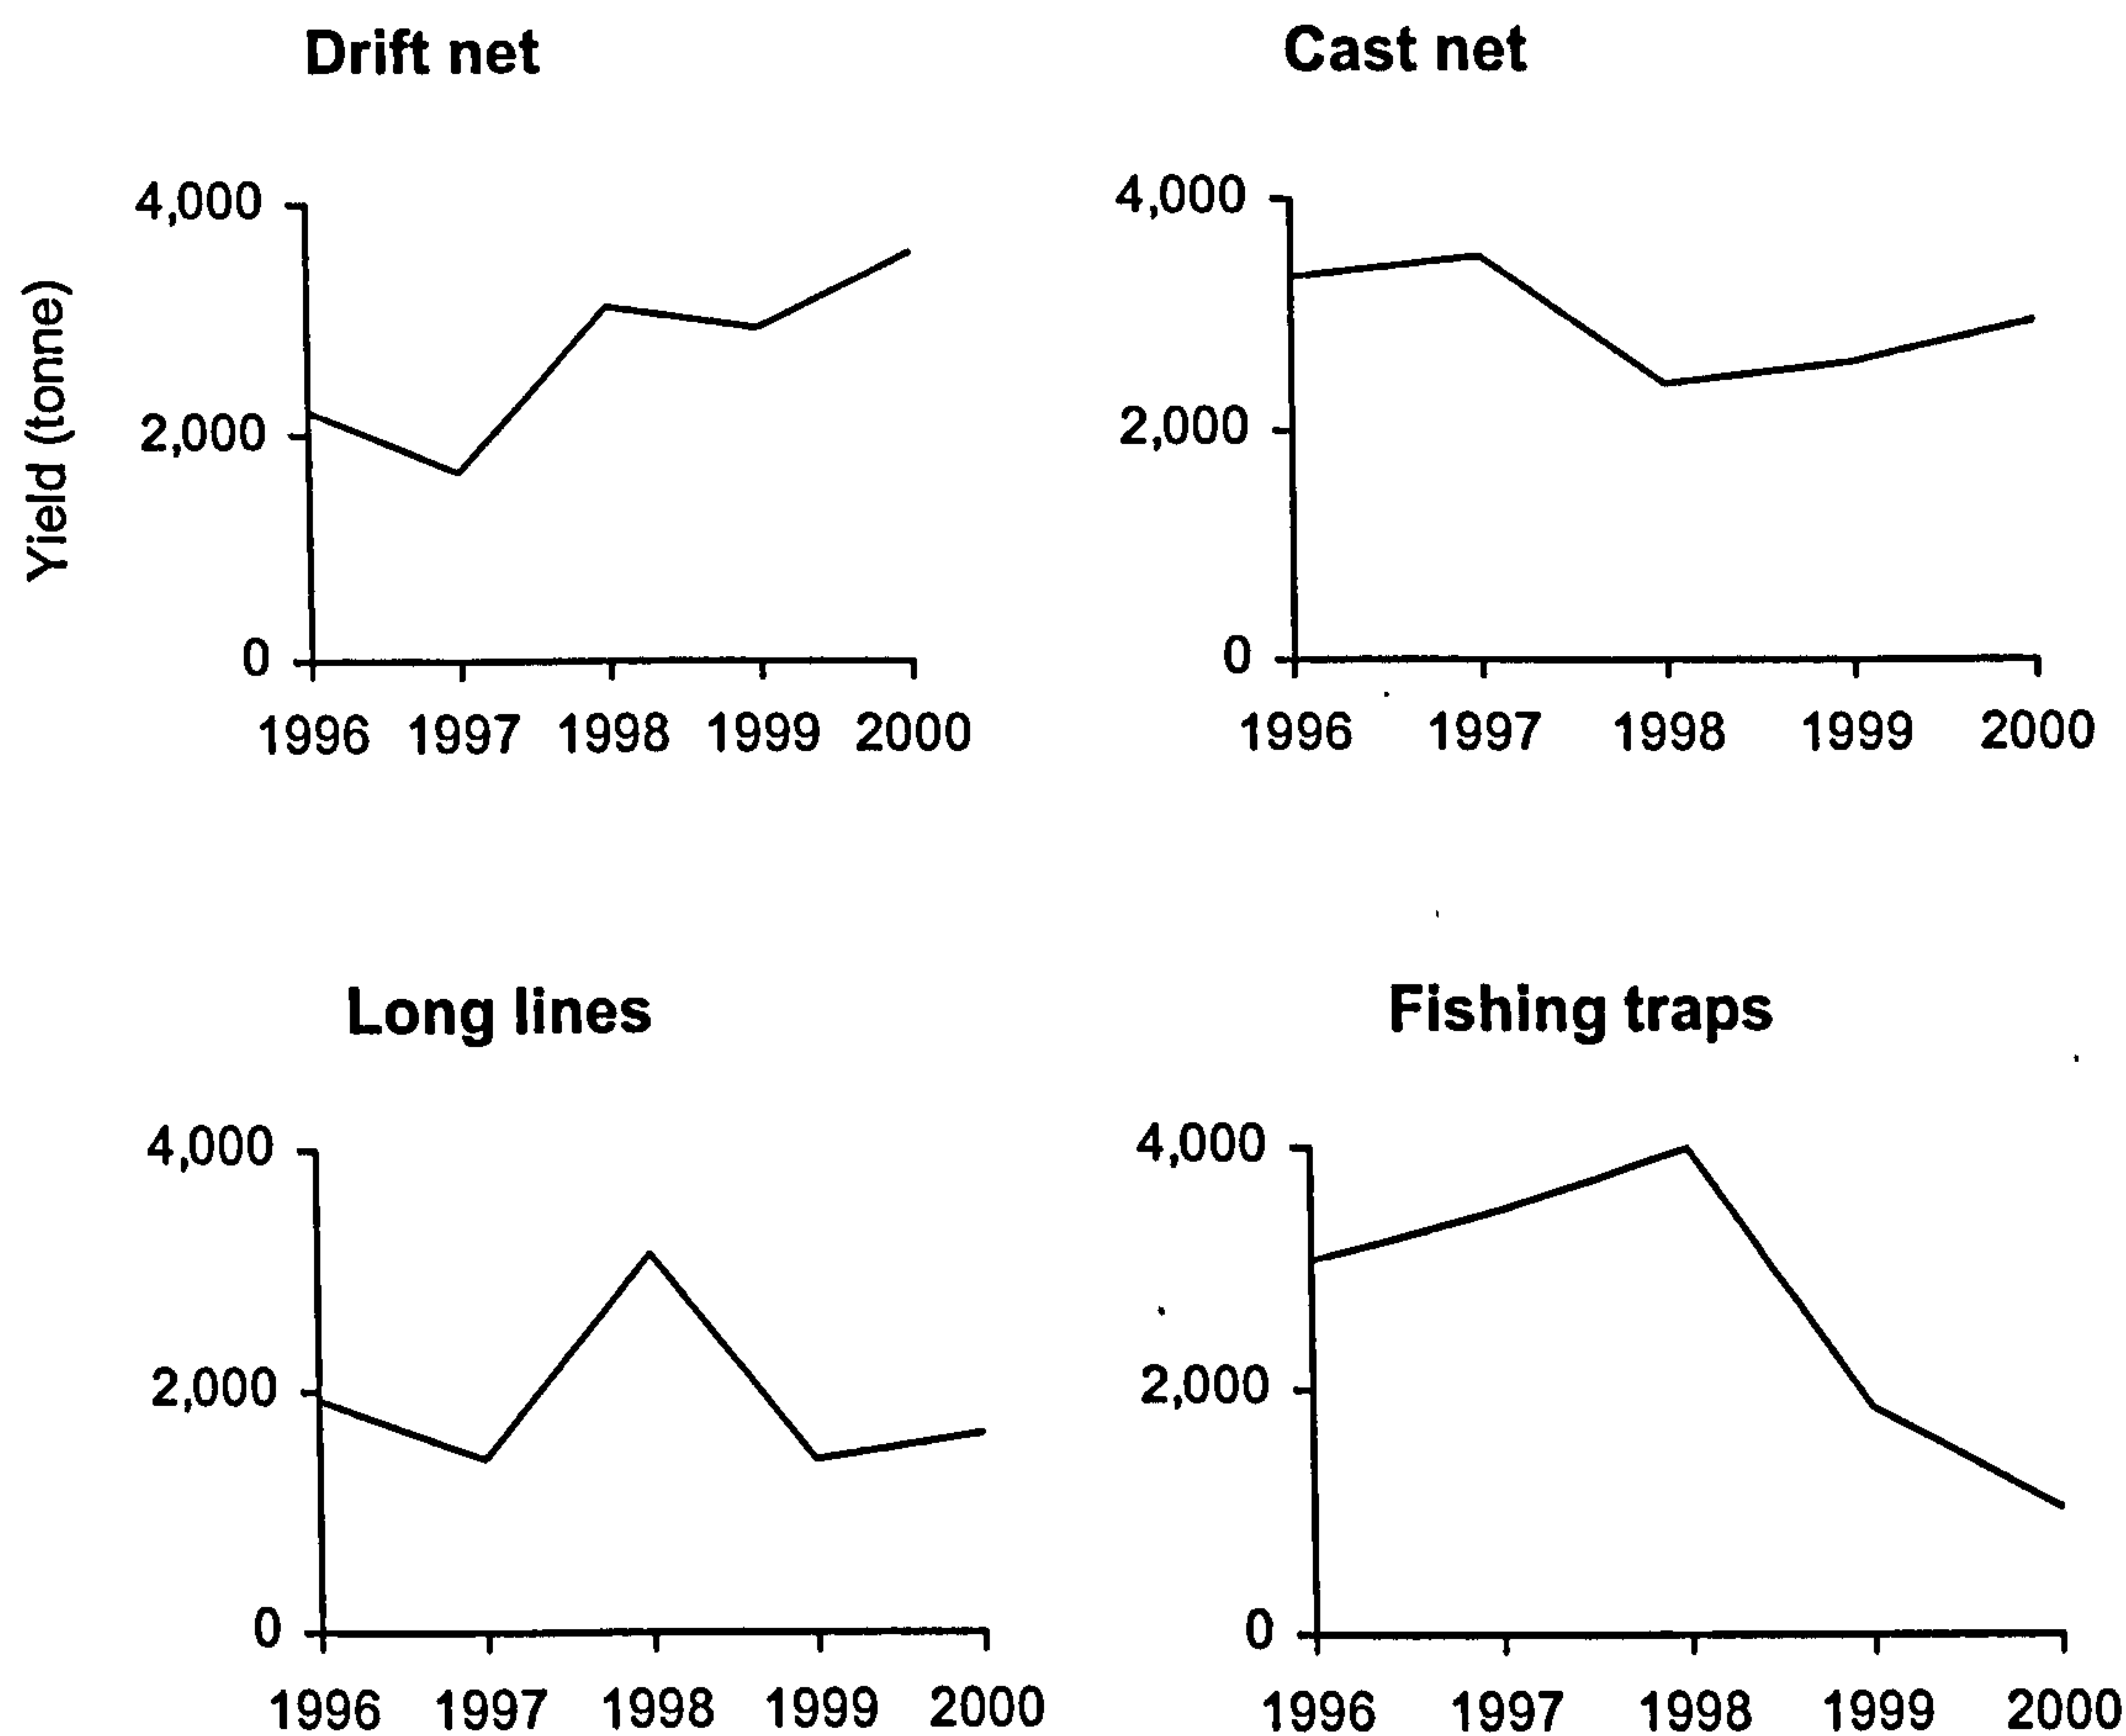 Drift net
Yield (tonne)
4,000
2,000
0
1996 1997 1998 1999 2000
Cast net
4,000
2,000
0
1996 1997 1998 1999 2000
Long lines
4,000
2,000
0
1996 1997 1998 1999 2000
Fishing traps
4,000
2,000
0
1996 1997 1998 1999 2000